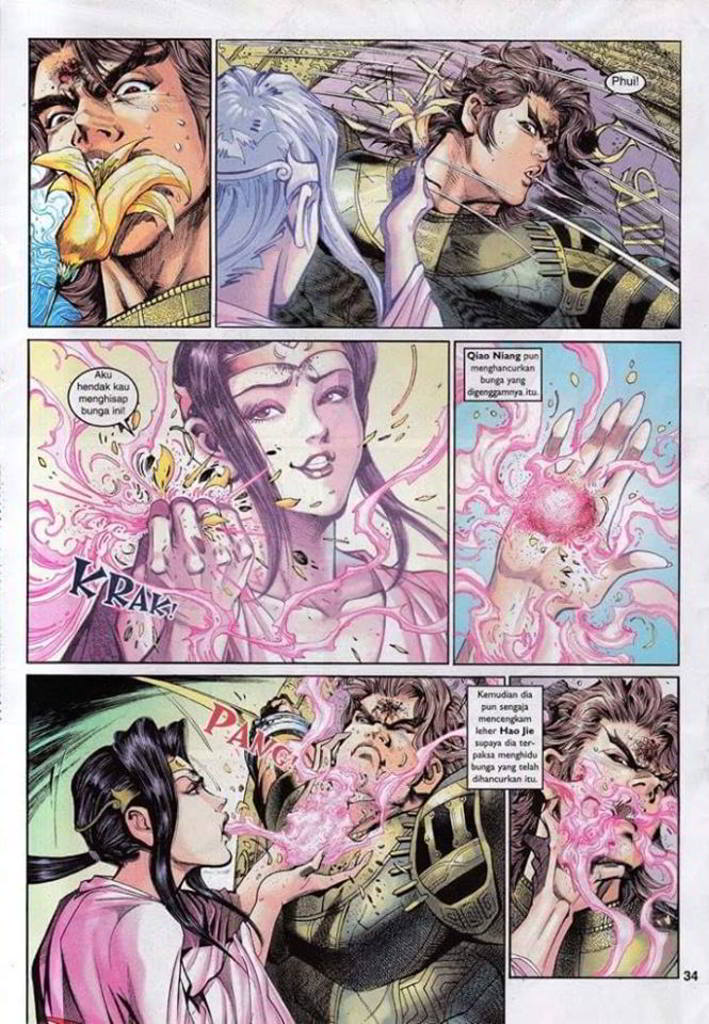 Phui!
Aku
hendak kau
menghisap
bunga ini!
KRAK!
Qiao Niang pun
menghancurkan
bunga yang
digenggamnya itu.
PANG!
Kemudian dia
pun sengaja
mencengkam
leher Hao Jie
supaya dia ter-
paksa menghidu
bunga yang telah
dihancurkan itu.
34